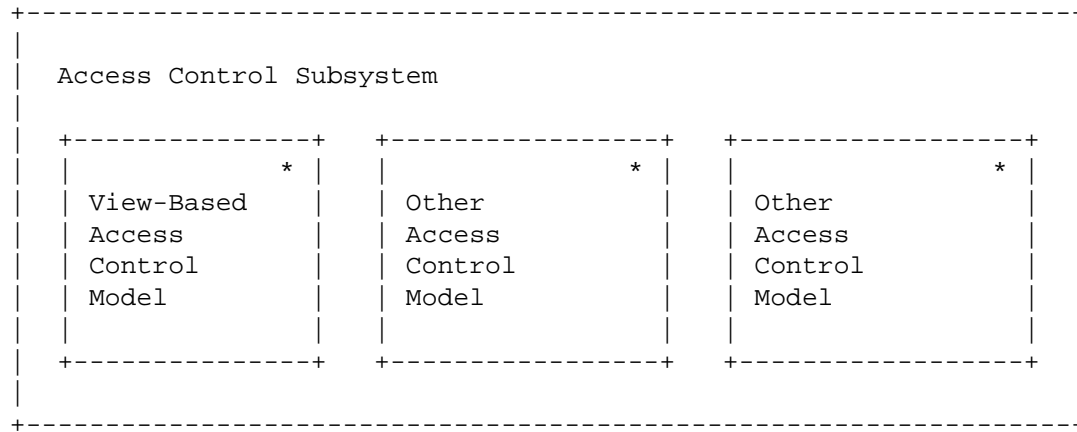 Access Control Subsystem
* * *
View-Based Other Other
Access Access Access
Control Control Control
Model Model Model